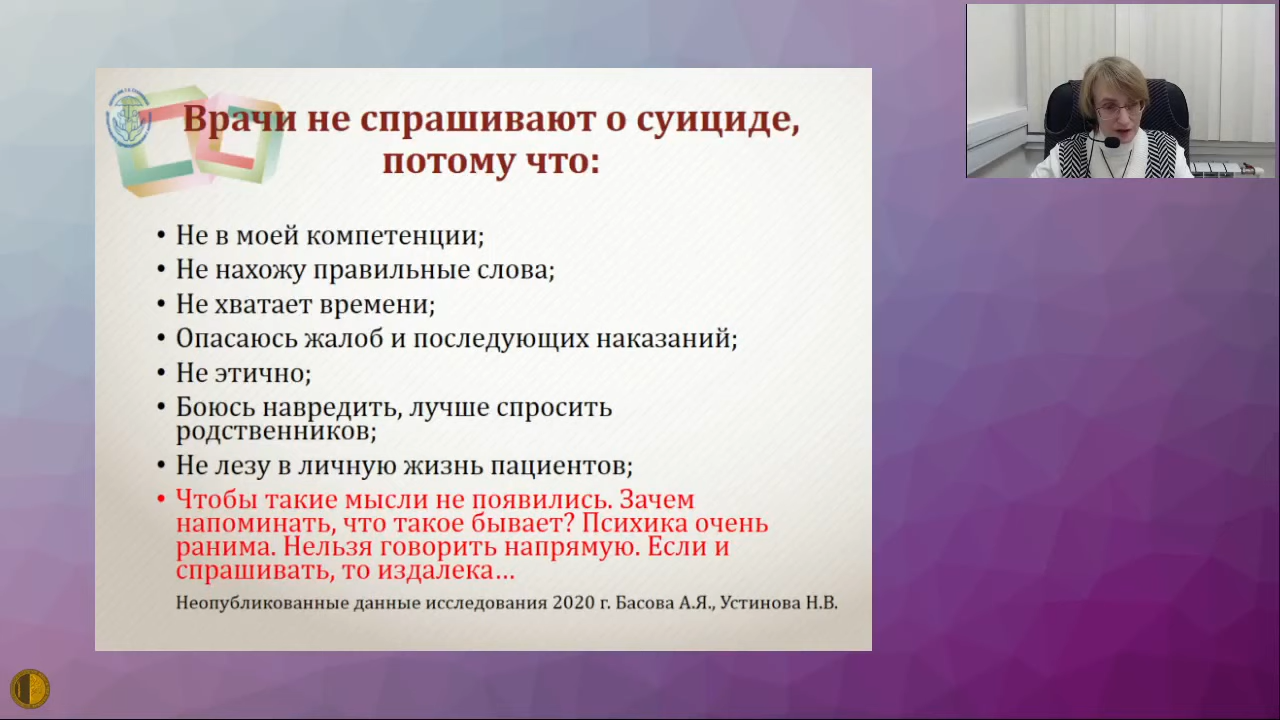 Врачи не спрашивают о суициде,
потому что:
• Не в моей компетенции;
• Не нахожу правильные слова;
• Не хватает времени;
• Опасаюсь жалоб и последующих наказаний;
• Не этично;
• Боюсь навредить, лучше спросить
родственников;
• Не лезу в личную жизнь пациентов;
• Чтобы такие мысли не появились. Зачем
напоминать, что такое бывает? Психика очень
ранима. Нельзя говорить напрямую. Если и
спрашивать, то издалека...
Неопубликованные данные исследования 2020 г. Басова А.Я., Устинова Н.В.